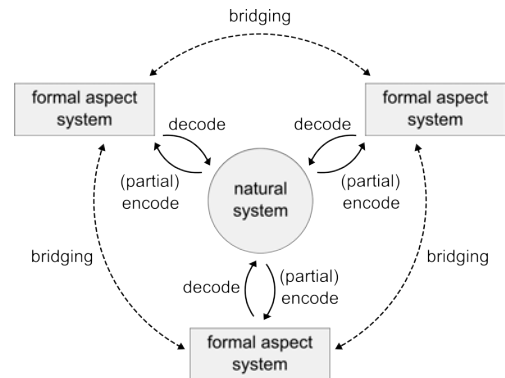 bridging
formal aspect
system
formal aspect
system
decode
decode
(partial)
encode
natural
system
(partial)
encode
bridging
bridging
decode
(partial)
encode
formal aspect
system